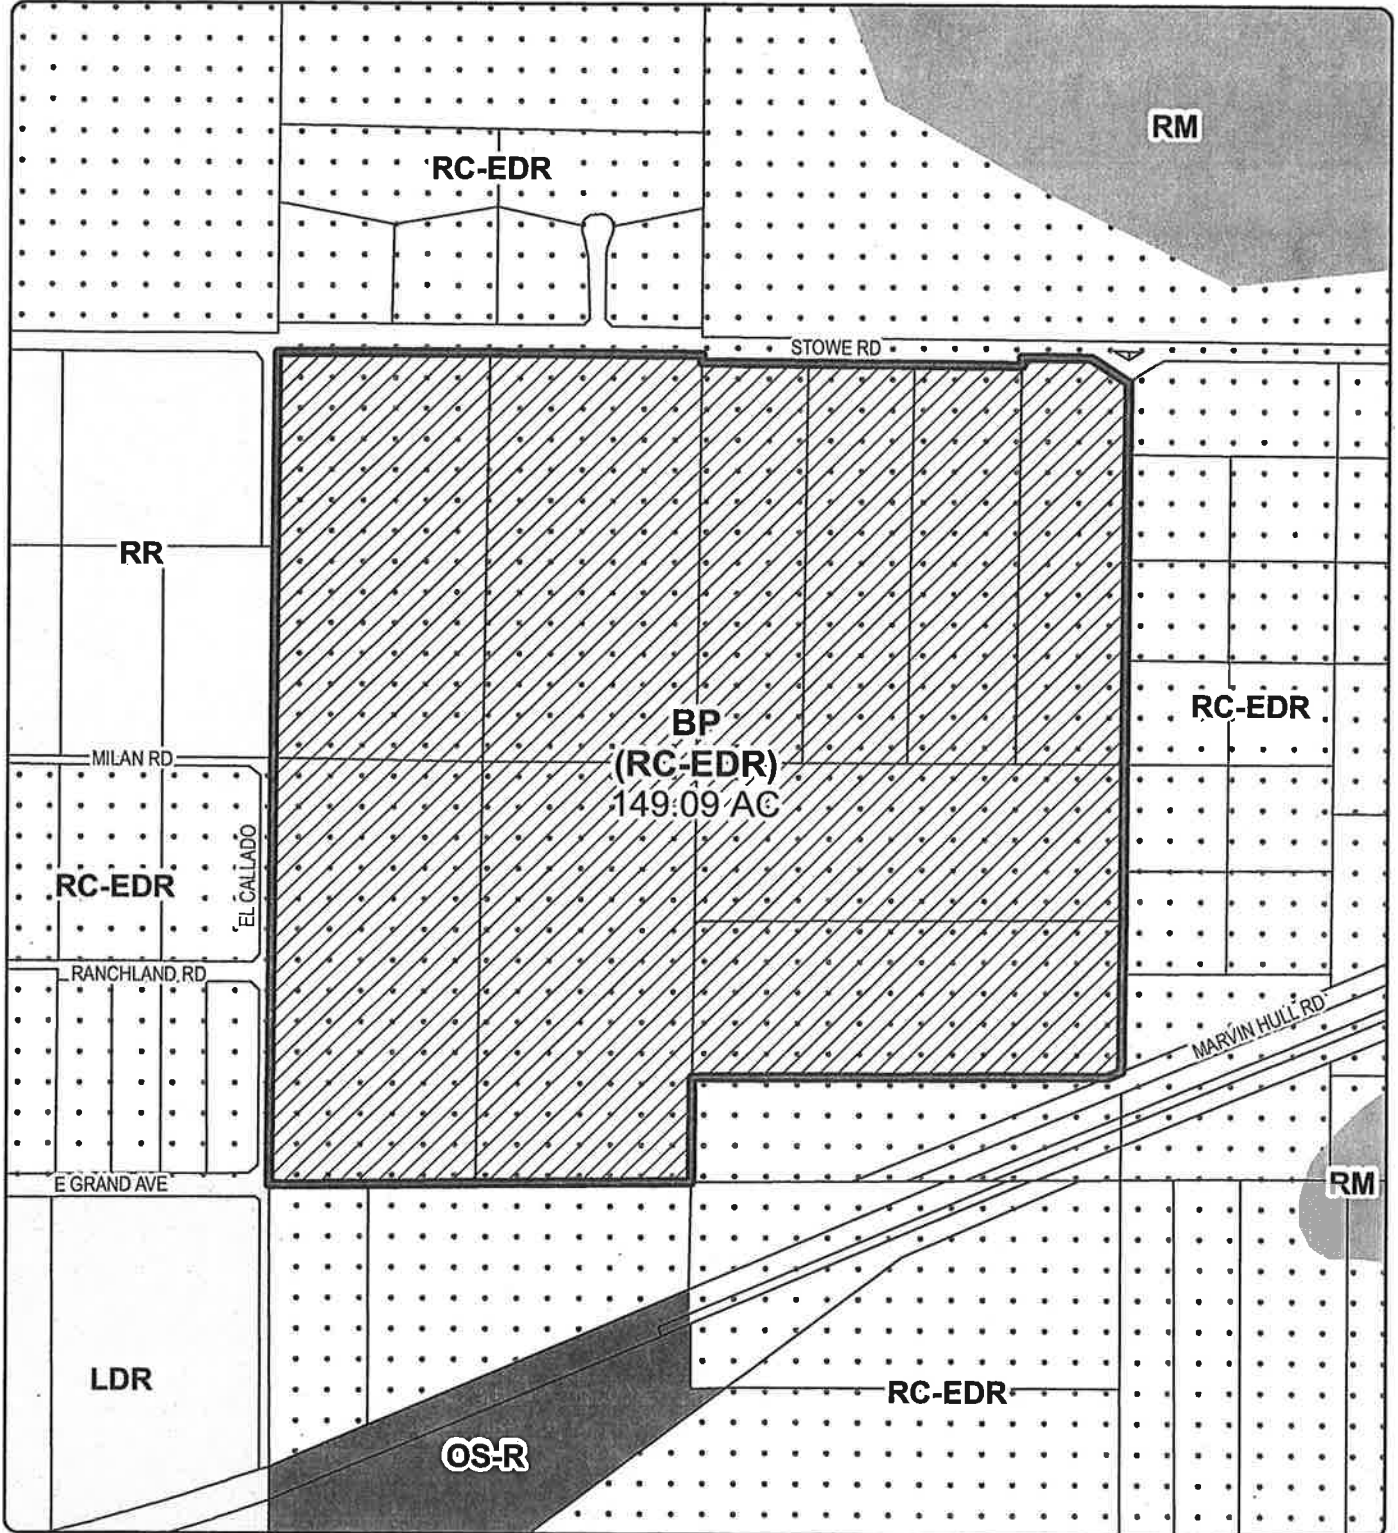 RM
RC-EDR
STOWE RD
RR
RC-EDR
BP
(RC-EDR)
149.09 AC
MILAN RD
EL CALLADO
RC-EDR
RANCHLAND RD
MARVIN HULL RD
E GRAND AVE
RM
LDR
RC-EDR
OS-R